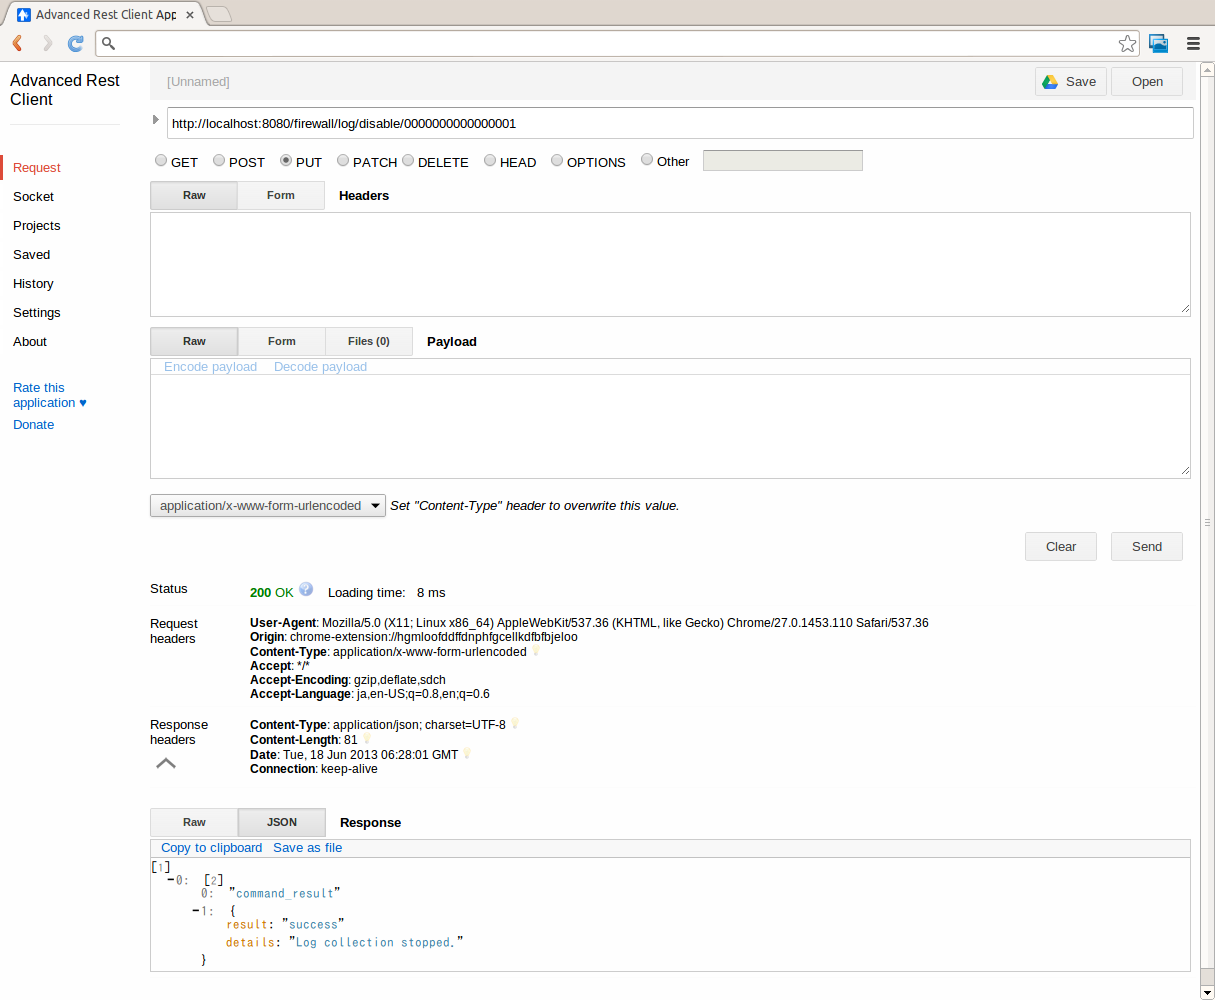 Advanced Rest Client App
Advanced Rest
Client
[Unnamed]
Save
Open
http://localhost:8080/firewall/log/disable/0000000000000001
GET POST PUT PATCH DELETE HEAD OPTIONS Other
Request
Socket
Projects
Saved
History
Settings
About
Rate this
application ♥
Donate
Raw Form Headers
Raw Form Files (0) Payload
Encode payload Decode payload
application/x-www-form-urlencoded Set "Content-Type" header to overwrite this value.
Clear Send
Status 200 OK ? Loading time: 8 ms
Request
headers
User-Agent: Mozilla/5.0 (X11; Linux x86_64) AppleWebKit/537.36 (KHTML, like Gecko) Chrome/27.0.1453.110 Safari/537.36
Origin: chrome-extension://hgmloofddffdnphfgcellkdfbfbjeloo
Content-Type: application/x-www-form-urlencoded
Accept: */*
Accept-Encoding: gzip,deflate,sdch
Accept-Language: ja,en-US;q=0.8,en;q=0.6
Response
headers
Content-Type: application/json; charset=UTF-8
Content-Length: 81
Date: Tue, 18 Jun 2013 06:28:01 GMT
Connection: keep-alive
Raw JSON Response
Copy to clipboard Save as file
[1]
-0: [2]
0: "command_result"
-1: {
result: "success"
details: "Log collection stopped."
}